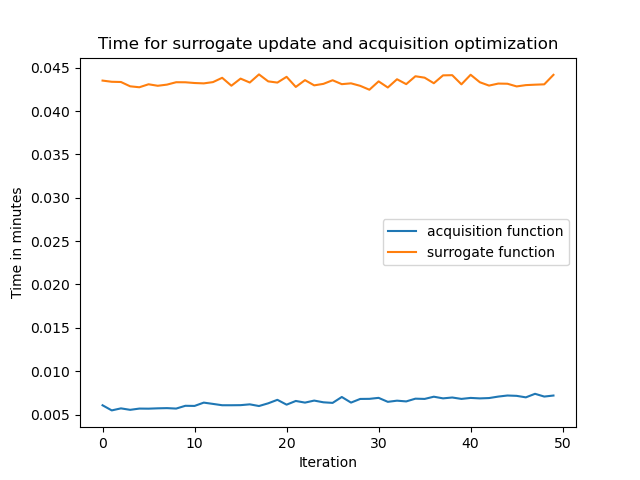 Time for surrogate update and acquisition optimization
0.045
0.040
0.035
0.030
0.025
0.020
0.015
0.010
0.005
Time in minutes
acquisition function
surrogate function
0 10 20 30 40 50
Iteration